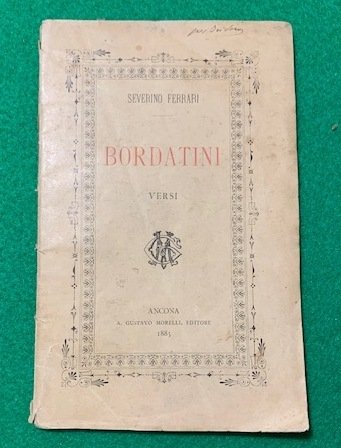 SEVERINO FERRARI
BORDATINI
VERSI
ANCONA
A. GUSTAVO MORELLI, EDITORE
1885